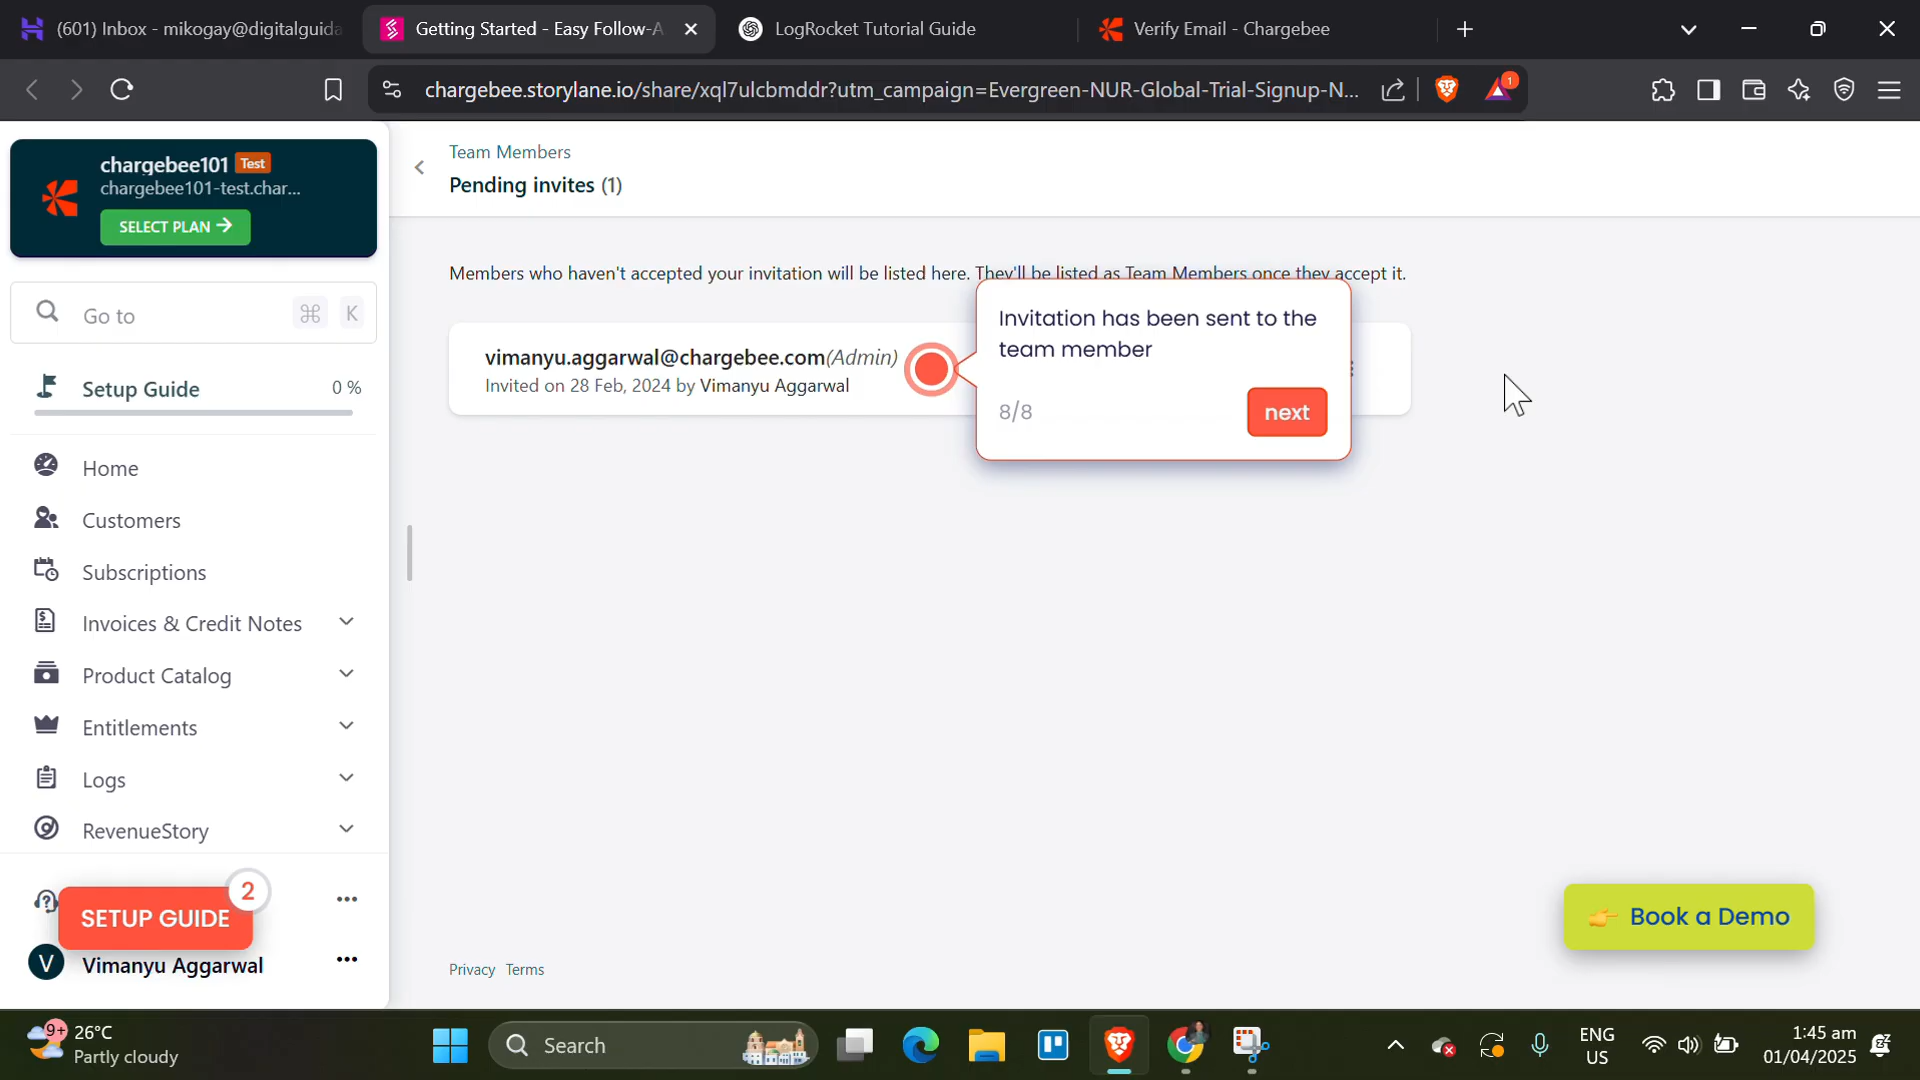 (601) Inbox - mikogay@digitalguida
Getting Started - Easy Follow-A
LogRocket Tutorial Guide
Verify Email - Chargebee
chargebee.storylane.io/share/xql7ulcbmddr?utm_campaign=Evergreen-NUR-Global-Trial-Signup-N...
1
chargebee101 Test
chargebee101-test.char...
SELECT PLAN →
Go to
⌘ K
Setup Guide 0 %
Home
Customers
Subscriptions
Invoices & Credit Notes
Product Catalog
Entitlements
Logs
RevenueStory
SETUP GUIDE
2
V
Vimanyu Aggarwal
Team Members
Pending invites (1)
Members who haven't accepted your invitation will be listed here. They'll be listed as Team Members once they accept it.
vimanyu.aggarwal@chargebee.com(Admin)
Invited on 28 Feb, 2024 by Vimanyu Aggarwal
Invitation has been sent to the
team member
8/8
next
Book a Demo
Privacy Terms
9+
26°C
Partly cloudy
Search
ENG
US
1:45 am
01/04/2025